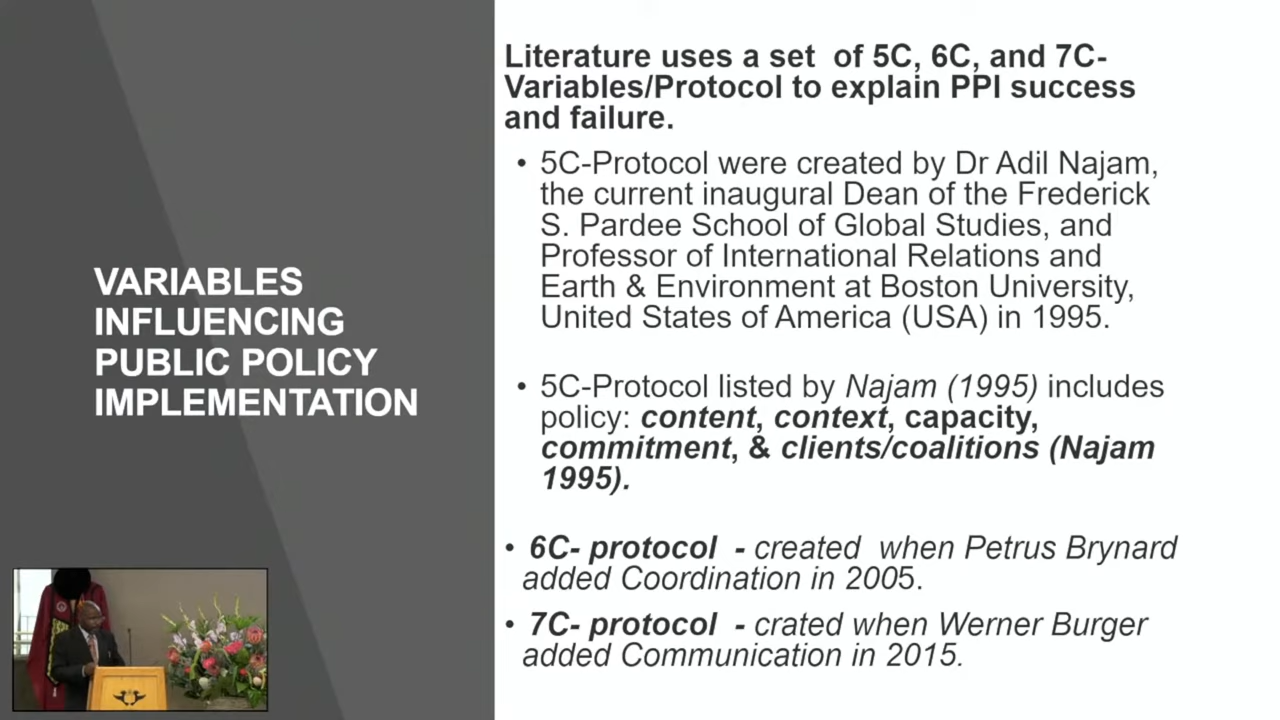 VARIABLES
INFLUENCING
PUBLIC POLICY
IMPLEMENTATION
Literature uses a set of 5C, 6C, and 7C-
Variables/Protocol to explain PPI success
and failure.
• 5C-Protocol were created by Dr Adil Najam,
the current inaugural Dean of the Frederick
S. Pardee School of Global Studies, and
Professor of International Relations and
Earth & Environment at Boston University,
United States of America (USA) in 1995.
• 5C-Protocol listed by Najam (1995) includes
policy: content, context, capacity,
commitment, & clients/coalitions (Najam
1995).
• 6C- protocol - created when Petrus Brynard
added Coordination in 2005.
• 7C- protocol - crated when Werner Burger
added Communication in 2015.